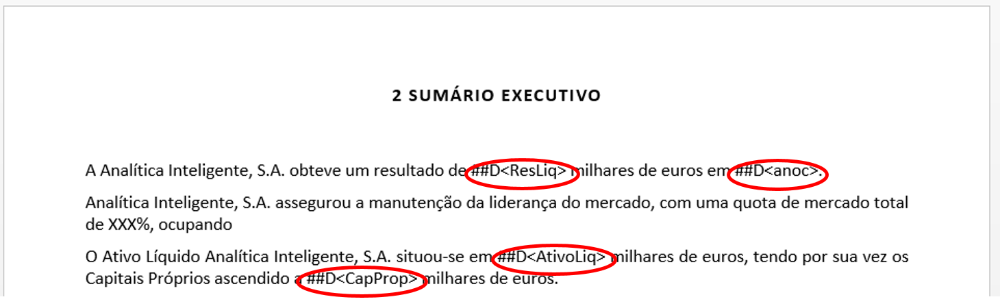 2 SUMÁRIO EXECUTIVO
A Analítica Inteligente, S.A. obteve um resultado de ##D<ResLiq> milhares de euros em ##D<anoc>.
Analítica Inteligente, S.A. assegurou a manutenção da liderança do mercado, com uma quota de mercado total
de XXX%, ocupando
O Ativo Líquido Analítica Inteligente, S.A. situou-se em ##D<AtivoLiq> milhares de euros, tendo por sua vez os
Capitais Próprios ascendido a ##D<CapProp> milhares de euros.